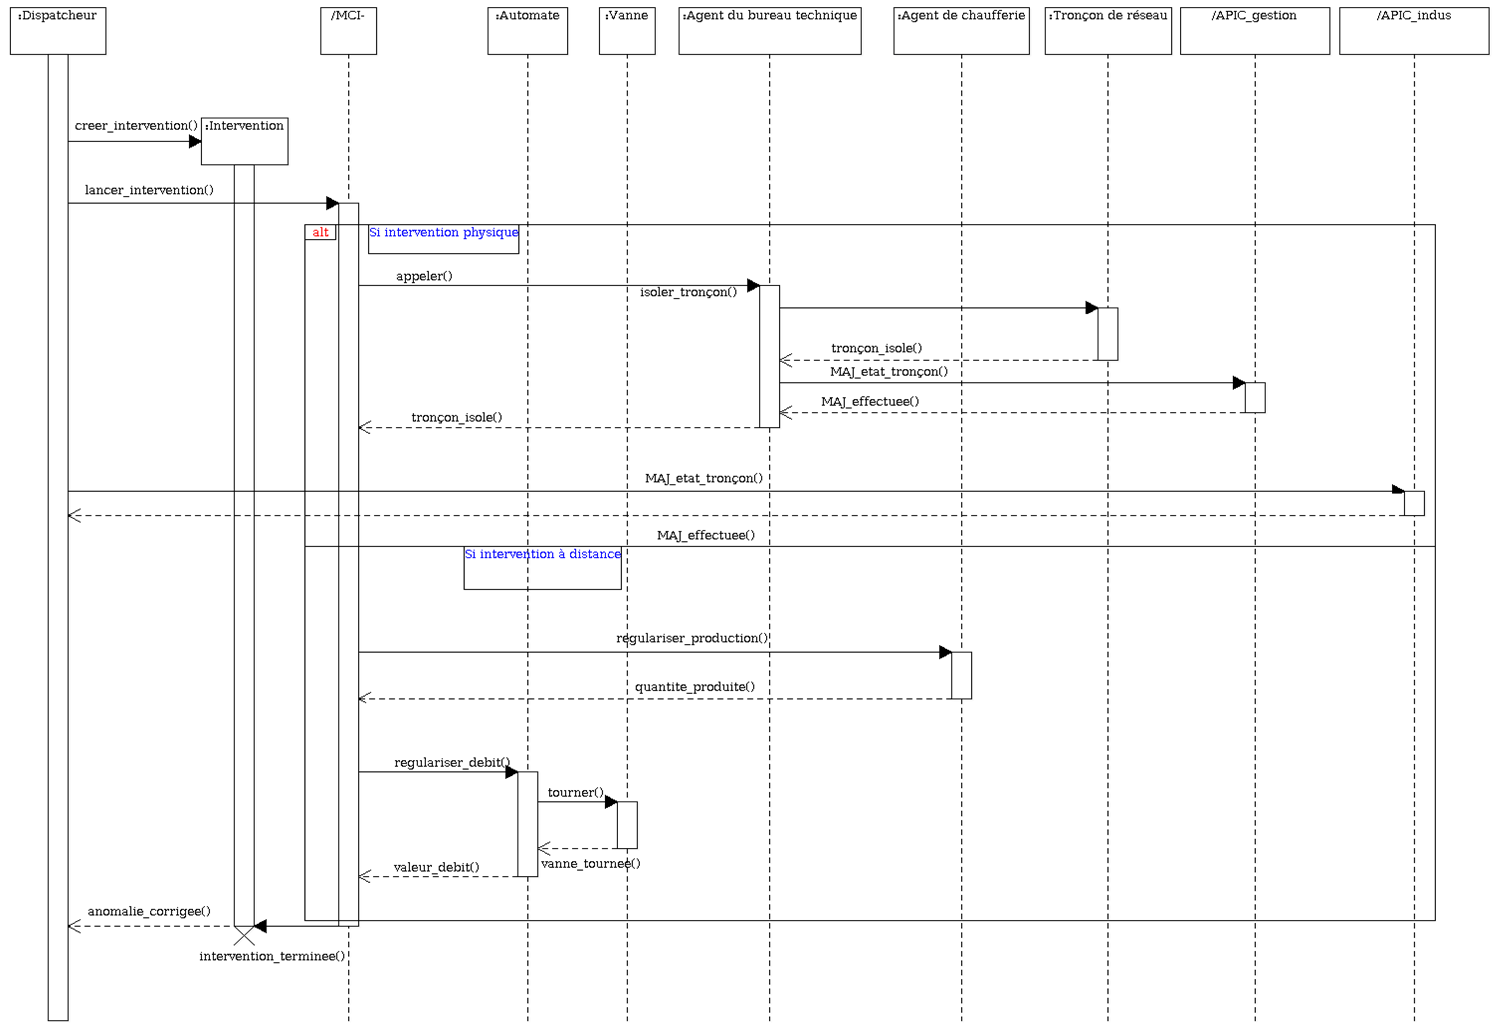 :Dispatcheur
/MCI-
:Automate
:Vanne
:Agent du bureau technique
:Agent de chaufferie
:Tronçon de réseau
/APIC_gestion
/APIC_indus
creer_intervention()
:Intervention
lancer_intervention()
alt
Si intervention physique
appeler()
isoler_tronçon()
tronçon_isole()
MAJ_etat_tronçon()
MAJ_effectuee()
tronçon_isole()
MAJ_etat_tronçon()
MAJ_effectuee()
Si intervention à distance
regulariser_production()
quantite_produite()
regulariser_debit()
tourner()
vanne_tournee()
valeur_debit()
anomalie_corrigee()
intervention_terminee()